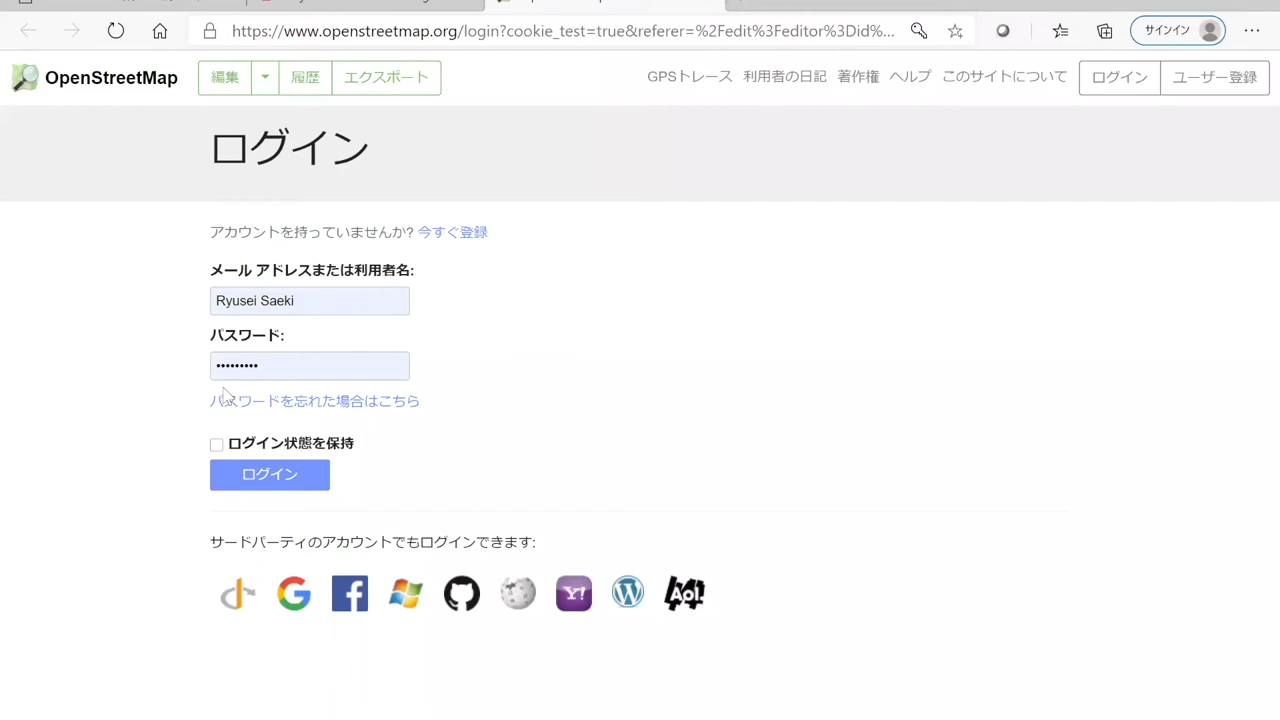 https://www.openstreetmap.org/login?cookie_test=true&referer=%2Fedit%3Feditor%3Did%...
サインイン
OpenStreetMap
編集
履歴
エクスポート
GPSトレース 利用者の日記 著作権 ヘルプ このサイトについて
ログイン
ユーザー登録
ログイン
アカウントを持っていませんか? 今すぐ登録
メール アドレスまたは利用者名:
Ryusei Saeki
パスワード:
•••••••••
パスワードを忘れた場合はこちら
ログイン状態を保持
ログイン
サードパーティのアカウントでもログインできます:
Y!
Aol!